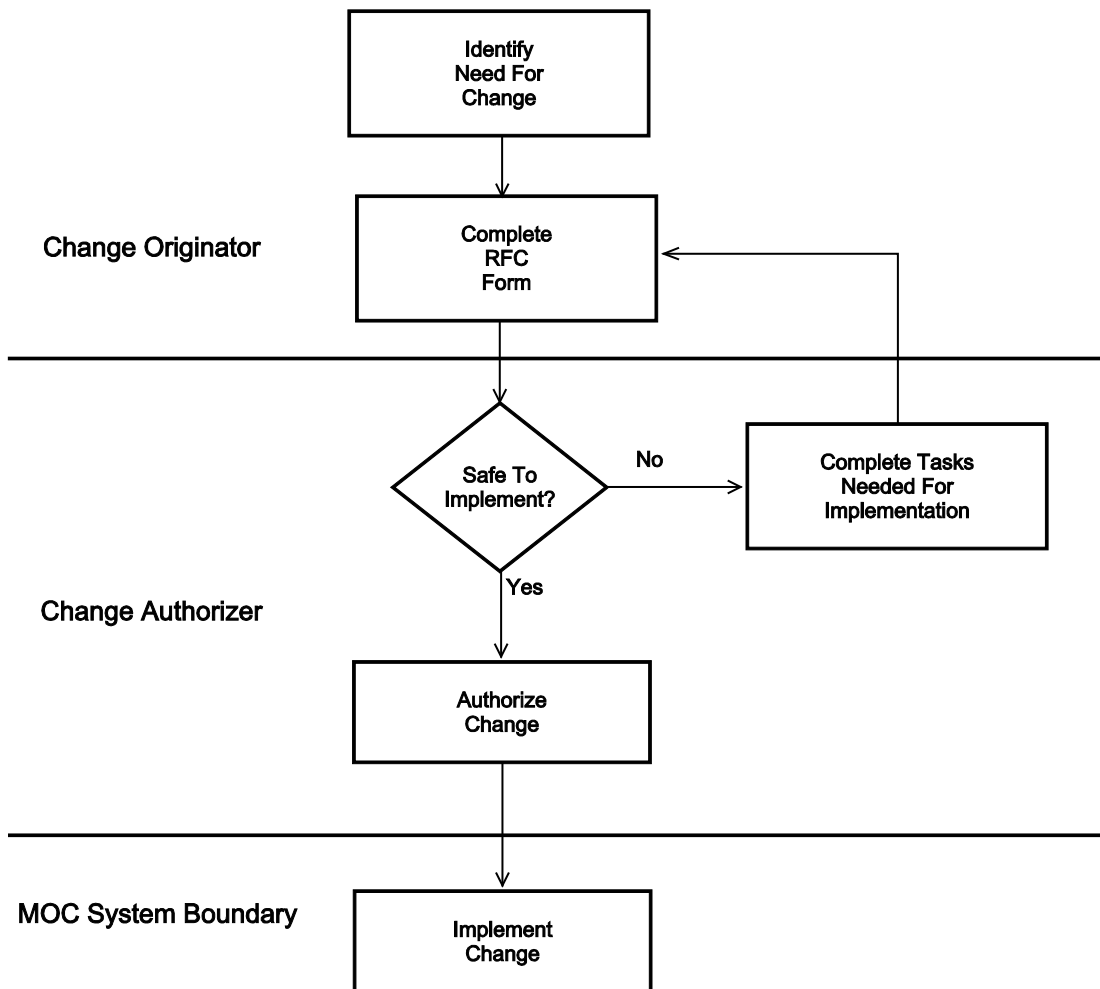 Identify
Need For
Change
Change Originator
Complete
RFC
Form
Safe To
Implement?
No
Complete Tasks
Needed For
Implementation
Yes
Change Authorizer
Authorize
Change
MOC System Boundary
Implement
Change